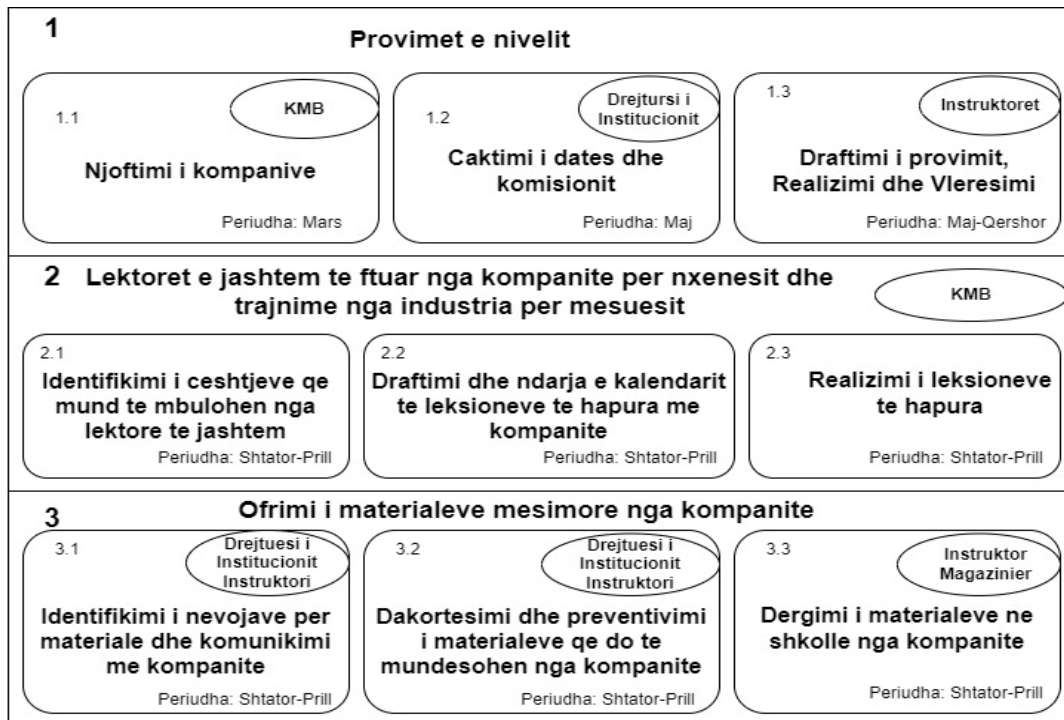 1
Provimet e nivelit
1.1
KMB
Njoftimi i kompanive
Periudha: Mars
1.2
Drejtursi i
Institucionit
Caktimi i dates dhe
komisionit
Periudha: Maj
1.3
Instruktoret
Draftimi i provimit,
Realizimi dhe Vleresimi
Periudha: Maj-Qershor
2
Lektoret e jashtem te ftuar nga kompanite per nxenesit dhe
trajnime nga industria per mesuesit
KMB
2.1
Identifikimi i ceshtjeve qe
mund te mbulohen nga
lektore te jashtem
Periudha: Shtator-Prill
2.2
Draftimi dhe ndarja e kalendarit
te leksioneve te hapura me
kompanite
Periudha: Shtator-Prill
2.3
Realizimi i leksioneve
te hapura
Periudha: Shtator-Prill
3
Ofrimi i materialeve mesimore nga kompanite
3.1
Drejtuesi i
Institucionit
Instruktori
Identifikimi i nevojave per
materiale dhe komunikimi
me kompanite
Periudha: Shtator-Prill
3.2
Drejtuesi i
Institucionit
Instruktori
Dakortesimi dhe preventivimi
i materialeve qe do te
mundesohen nga kompanite
Periudha: Shtator-Prill
3.3
Instruktor
Magazinier
Dergimi i materialeve ne
shkolle nga kompanite
Periudha: Shtator-Prill